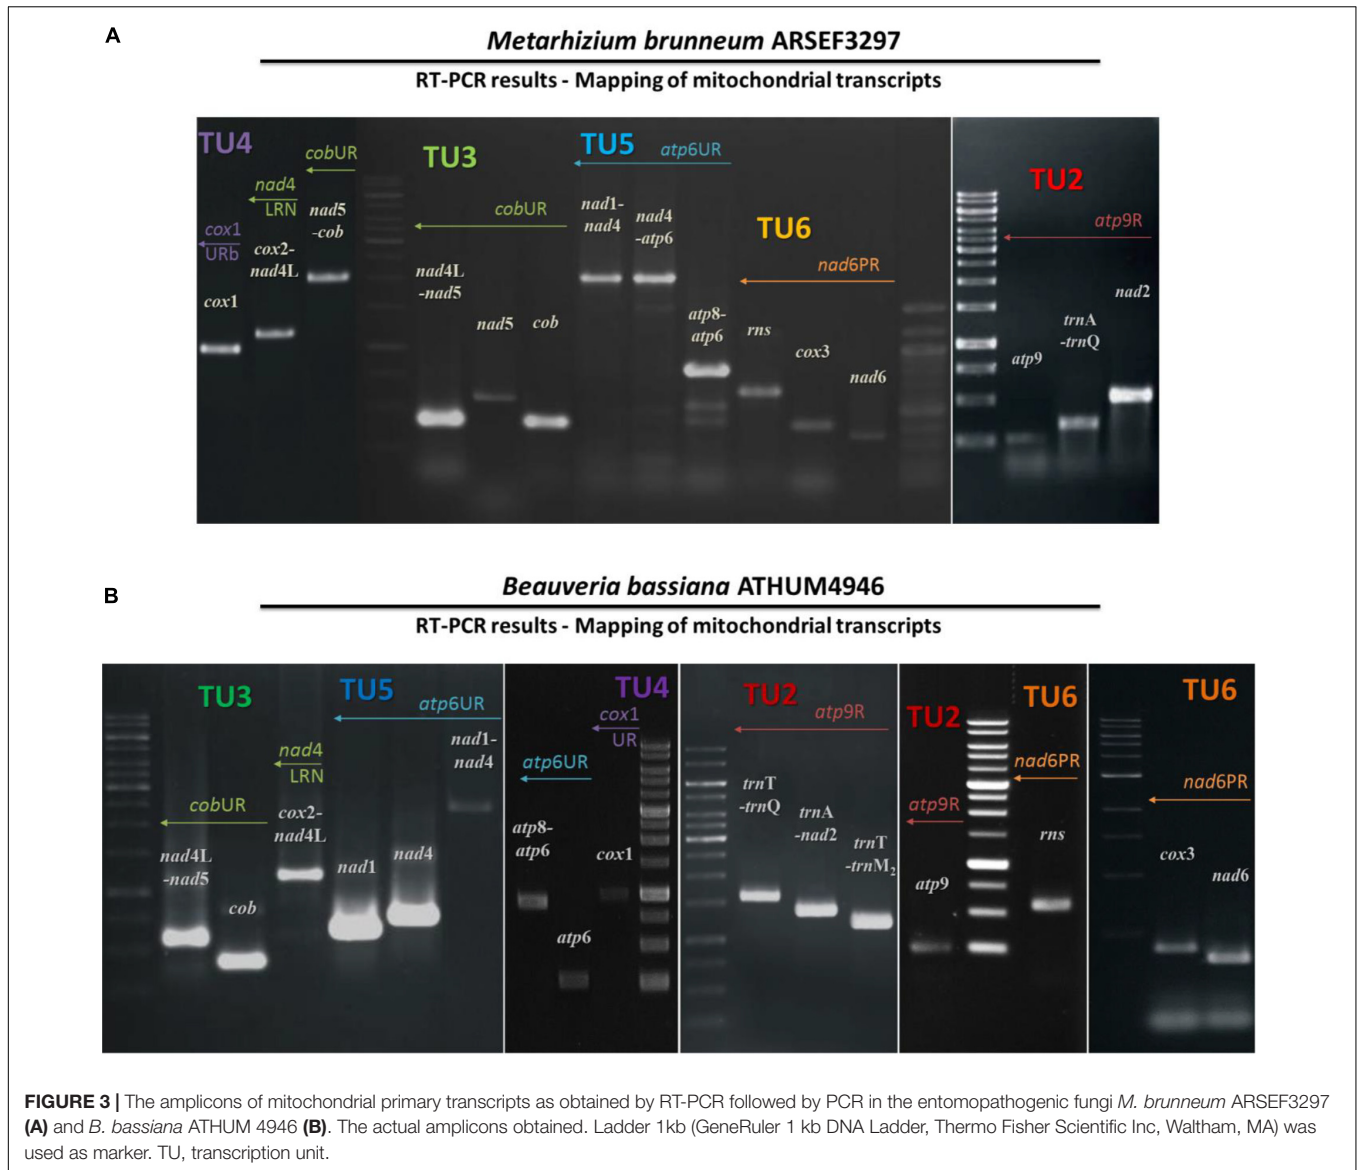 A
Metarhizium brunneum ARSEF3297
RT-PCR results - Mapping of mitochondrial transcripts
TU4
cox1
URb
cox1
nad4
LRN
cox2-
nad4L
cobUR
nad5
-cob
TU3
cobUR
nad4L
-nad5
nad5
cob
TU5
atp6UR
nad1-
nad4
nad4
-atp6
atp8-
atp6
TU6
nad6PR
rns
cox3
nad6
TU2
atp9R
atp9
trnA
-trnQ
nad2
B
Beauveria bassiana ATHUM4946
RT-PCR results - Mapping of mitochondrial transcripts
TU3
cobUR
nad4L
-nad5
cob
nad4
LRN
cox2-
nad4L
TU5
atp6UR
nad1
nad4
nad1-
nad4
atp6UR
atp8-
atp6
atp6
TU4
cox1
UR
cox1
TU2
atp9R
trnT
-trnQ
trnA
-nad2
trnT
-trnM2
TU2
atp9R
atp9
TU6
nad6PR
rns
TU6
nad6PR
cox3
nad6
FIGURE 3 | The amplicons of mitochondrial primary transcripts as obtained by RT-PCR followed by PCR in the entomopathogenic fungi M. brunneum ARSEF3297
(A) and B. bassiana ATHUM 4946 (B). The actual amplicons obtained. Ladder 1kb (GeneRuler 1 kb DNA Ladder, Thermo Fisher Scientific Inc, Waltham, MA) was
used as marker. TU, transcription unit.